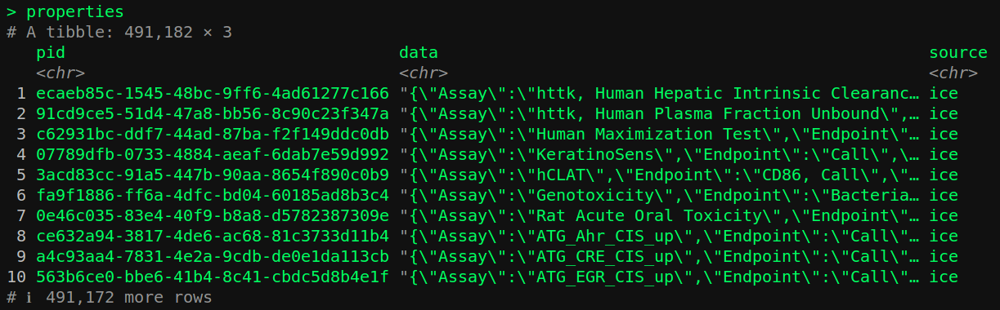 > properties
# A tibble: 491,182 × 3
pid data source
<chr> <chr> <chr>
1 ecaeb85c-1545-48bc-9ff6-4ad61277c166 "{\"Assay\":\"httk, Human Hepatic Intrinsic Clearanc… ice
2 91cd9ce5-51d4-47a8-bb56-8c90c23f347a "{\"Assay\":\"httk, Human Plasma Fraction Unbound\",… ice
3 c62931bc-ddf7-44ad-87ba-f2f149ddc0db "{\"Assay\":\"Human Maximization Test\",\"Endpoint\"… ice
4 07789dfb-0733-4884-aeaf-6dab7e59d992 "{\"Assay\":\"KeratinoSens\",\"Endpoint\":\"Call\",\… ice
5 3acd83cc-91a5-447b-90aa-8654f890c0b9 "{\"Assay\":\"hCLAT\",\"Endpoint\":\"CD86, Call\",\"… ice
6 fa9f1886-ff6a-4dfc-bd04-60185ad8b3c4 "{\"Assay\":\"Genotoxicity\",\"Endpoint\":\"Bacteria… ice
7 0e46c035-83e4-40f9-b8a8-d5782387309e "{\"Assay\":\"Rat Acute Oral Toxicity\",\"Endpoint\"… ice
8 ce632a94-3817-4de6-ac68-81c3733d11b4 "{\"Assay\":\"ATG_Ahr_CIS_up\",\"Endpoint\":\"Call\"… ice
9 a4c93aa4-7831-4e2a-9cdb-de0e1da113cb "{\"Assay\":\"ATG_CRE_CIS_up\",\"Endpoint\":\"Call\"… ice
10 563b6ce0-bbe6-41b4-8c41-cbdc5d8b4e1f "{\"Assay\":\"ATG_EGR_CIS_up\",\"Endpoint\":\"Call\"… ice
# ℹ 491,172 more rows